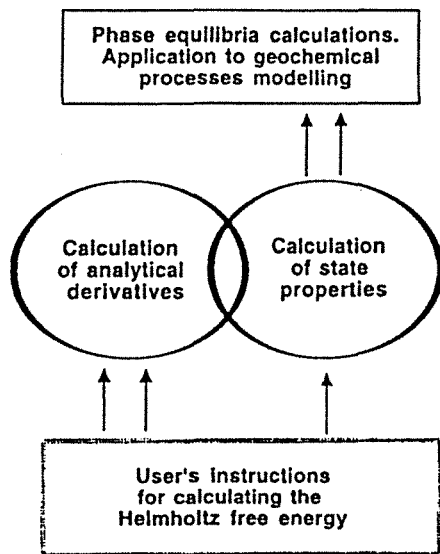 Phase equilibria calculations.
Application to geochemical
processes modelling
Calculation
of analytical
derivatives
Calculation
of state
properties
User's instructions
for calculating the
Helmholtz free energy